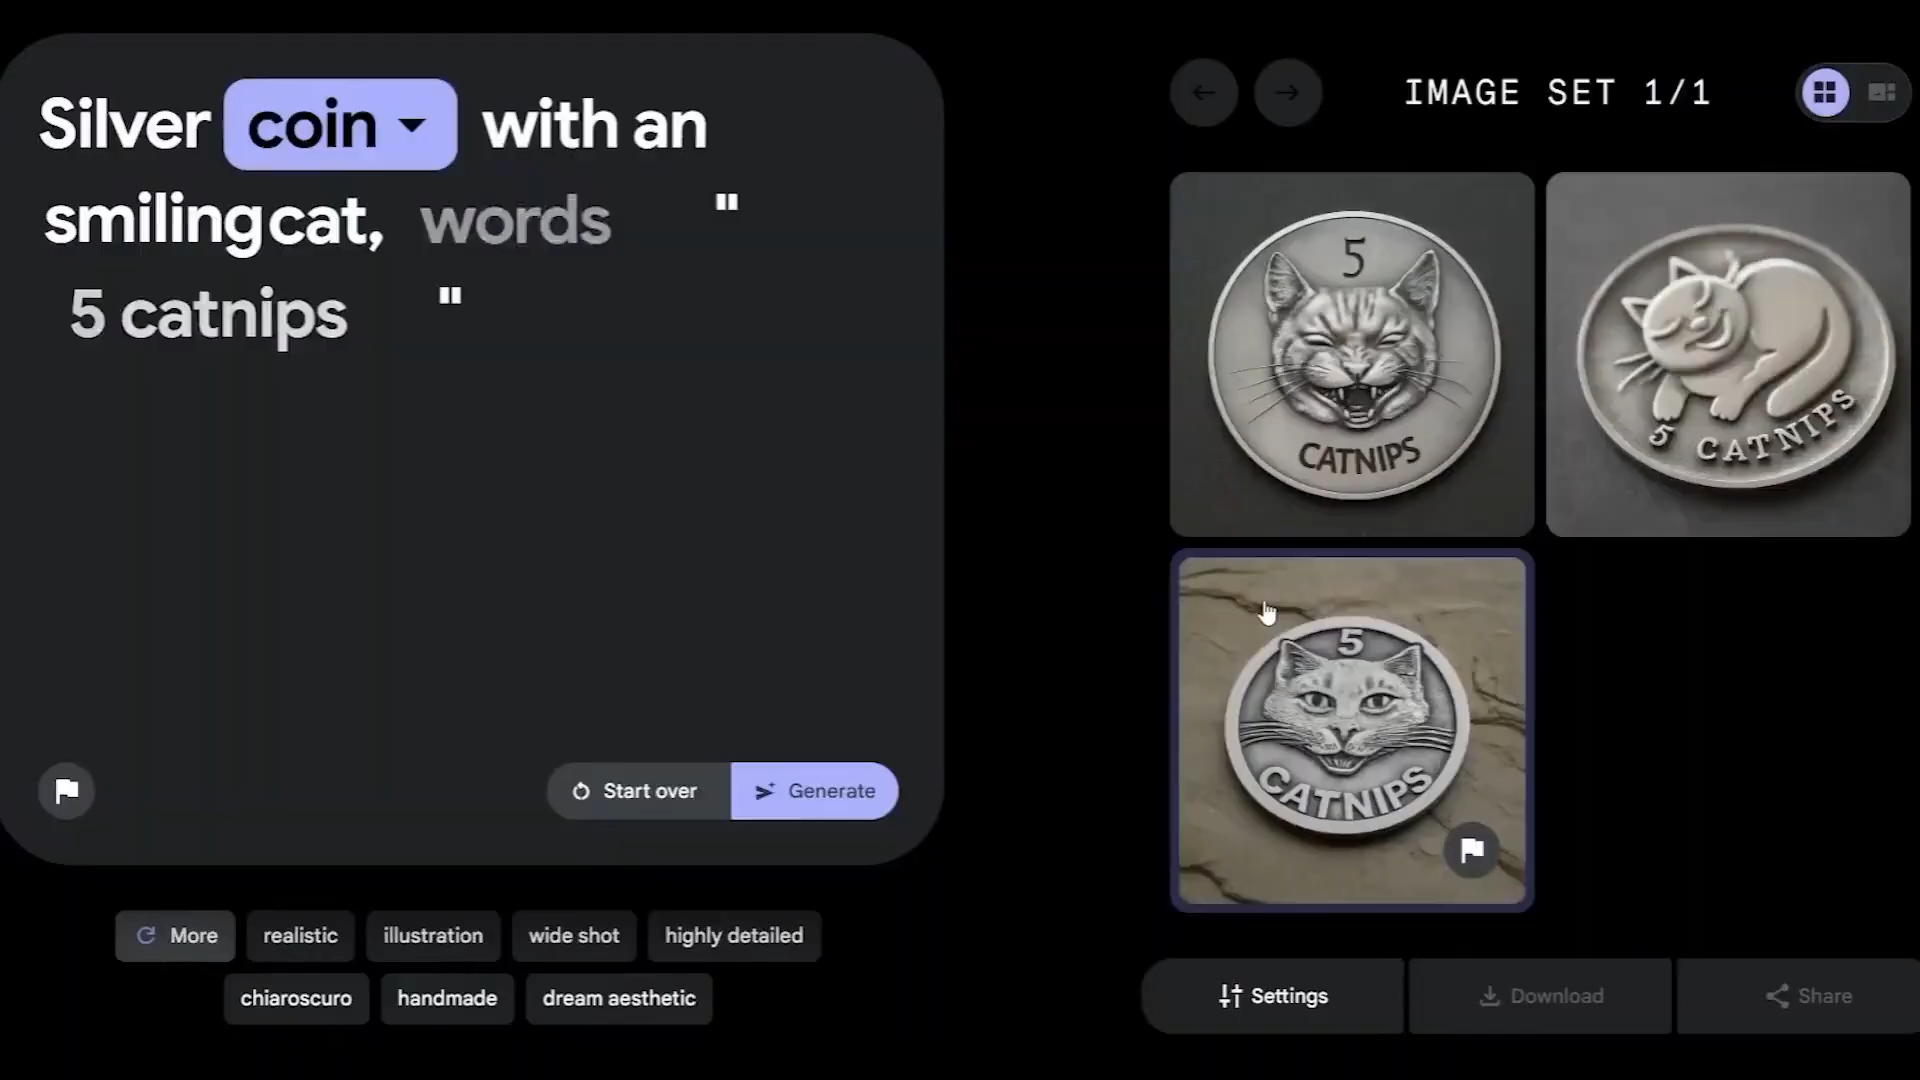 Silver coin with an
smiling cat, words "
5 catnips "
Start over
Generate
More
realistic
illustration
wide shot
highly detailed
chiaroscuro
handmade
dream aesthetic
IMAGE SET 1/1
5
CATNIPS
5 CATNIPS
5
CATNIPS
Settings
Download
Share